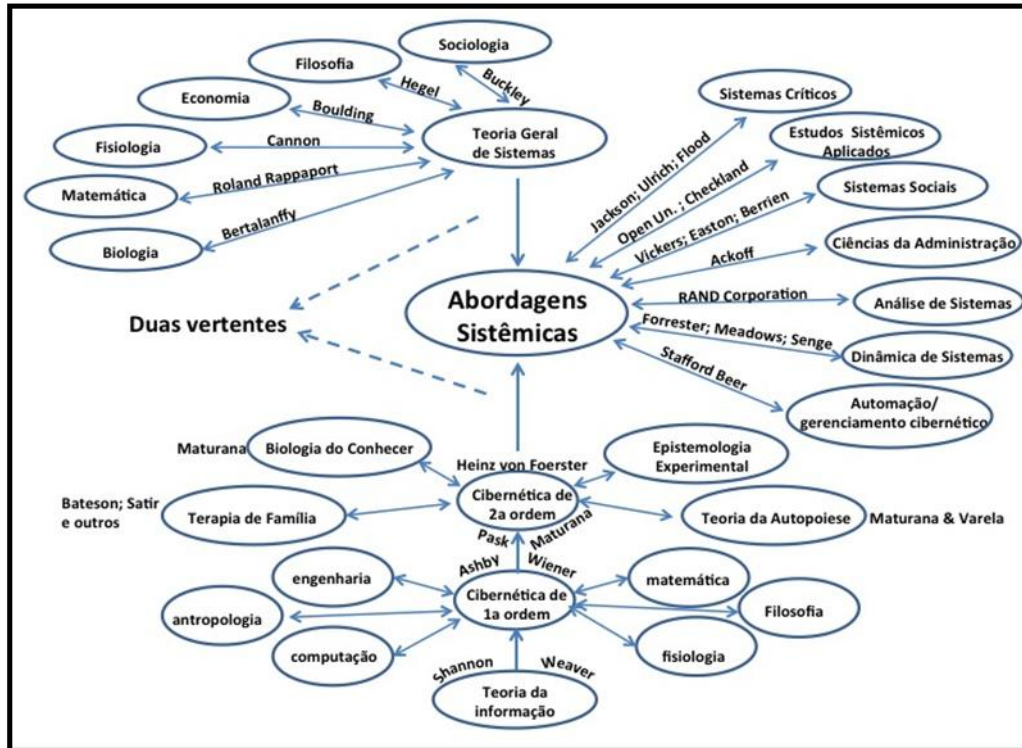 Sociologia
Filosofia
Buckley
Hegel
Economia
Boulding
Sistemas Críticos
Teoria Geral
de Sistemas
Estudos Sistêmicos
Aplicados
Fisiologia
Cannon
Jackson; Ulrich; Flood
Matemática
Roland Rappaport
Open Un. ; Checkland
Sistemas Sociais
Vickers; Easton; Berrien
Biologia
Bertalanffy
Ackoff
Ciências da Administração
Abordagens
Sistêmicas
RAND Corporation
Análise de Sistemas
Duas vertentes
Forrester; Meadows; Senge
Dinâmica de Sistemas
Stafford Beer
Automação/
gerenciamento cibernético
Maturana
Biologia do Conhecer
Heinz von Foerster
Epistemologia
Experimental
Cibernética de
2a ordem
Bateson; Satir
e outros
Terapia de Família
Teoria da Autopoiese
Maturana & Varela
Pask
Maturana
Ashby
Wiener
engenharia
matemática
Cibernética de
1a ordem
antropologia
Filosofia
computação
fisiologia
Shannon
Weaver
Teoria da
informação